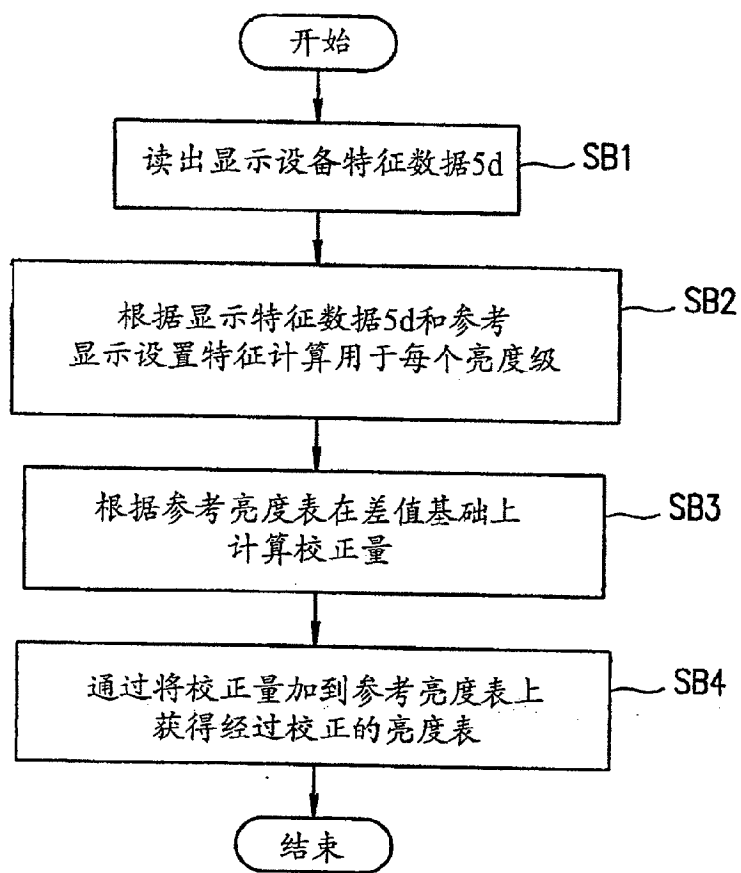 开始
读出显示设备特征数据5d
SB1
根据显示特征数据5d和参考
显示设置特征计算用于每个亮度级
SB2
根据参考亮度表在差值基础上
计算校正量
SB3
通过将校正量加到参考亮度表上
获得经过校正的亮度表
SB4
结束